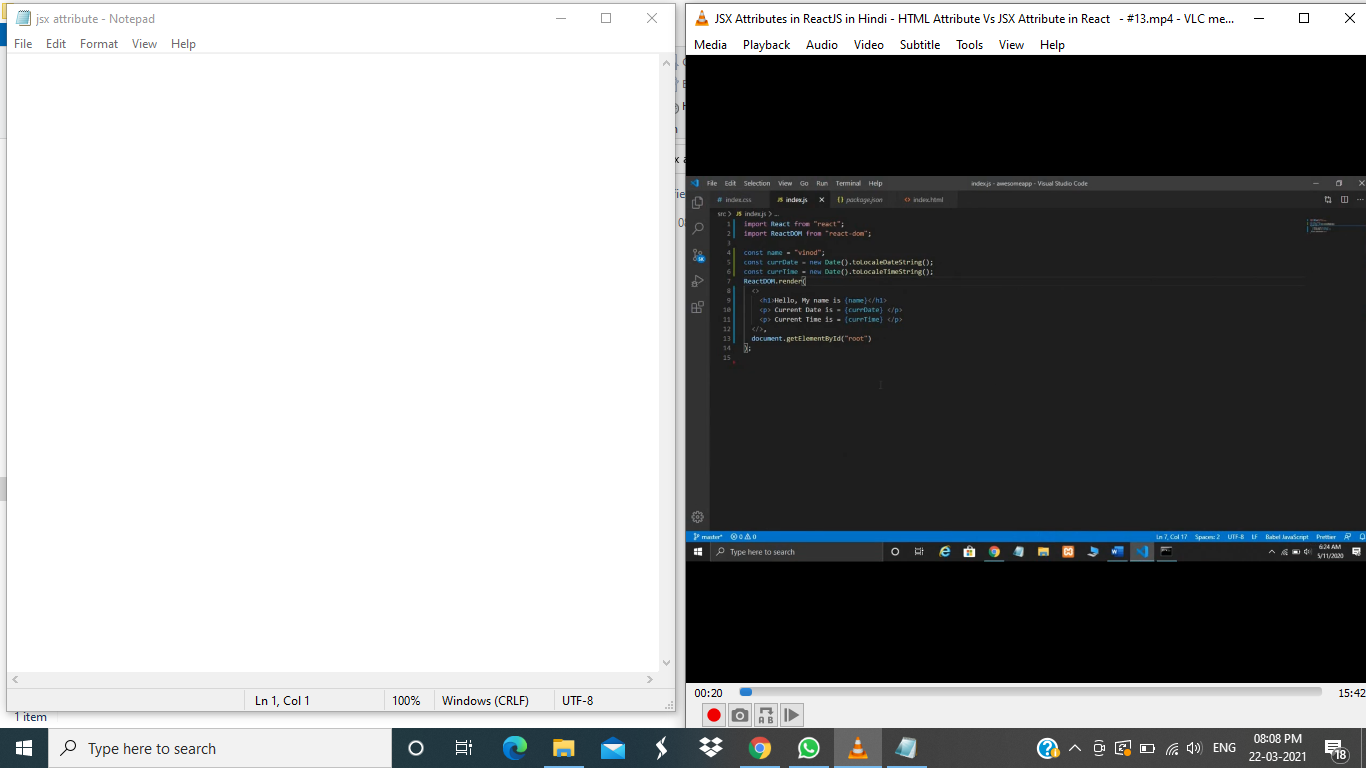 jsx attribute - Notepad
File Edit Format View Help
Ln 1, Col 1 100% Windows (CRLF) UTF-8
1 item
JSX Attributes in ReactJS in Hindi - HTML Attribute Vs JSX Attribute in React - #13.mp4 - VLC me...
Media Playback Audio Video Subtitle Tools View Help
File Edit Selection View Go Run Terminal Help index.js - awesomeapp - Visual Studio Code
# index.css JS index.js {} package.json <> index.html
src > JS index.js > ...
1 import React from "react";
2 import ReactDOM from "react-dom";
3
4 const name = "vinod";
5 const currDate = new Date().toLocaleDateString();
6 const currTime = new Date().toLocaleTimeString();
7 ReactDOM.render(
8 <>
9 <h1>Hello, My name is {name}</h1>
10 <p> Current Date is = {currDate} </p>
11 <p> Current Time is = {currTime} </p>
12 </>,
13 document.getElementById("root")
14 );
15
master* 0 0 Ln 7, Col 17 Spaces: 2 UTF-8 LF Babel JavaScript Prettier
Type here to search
6:24 AM
5/11/2020
00:20 15:42
Type here to search
ENG
08:08 PM
22-03-2021
18